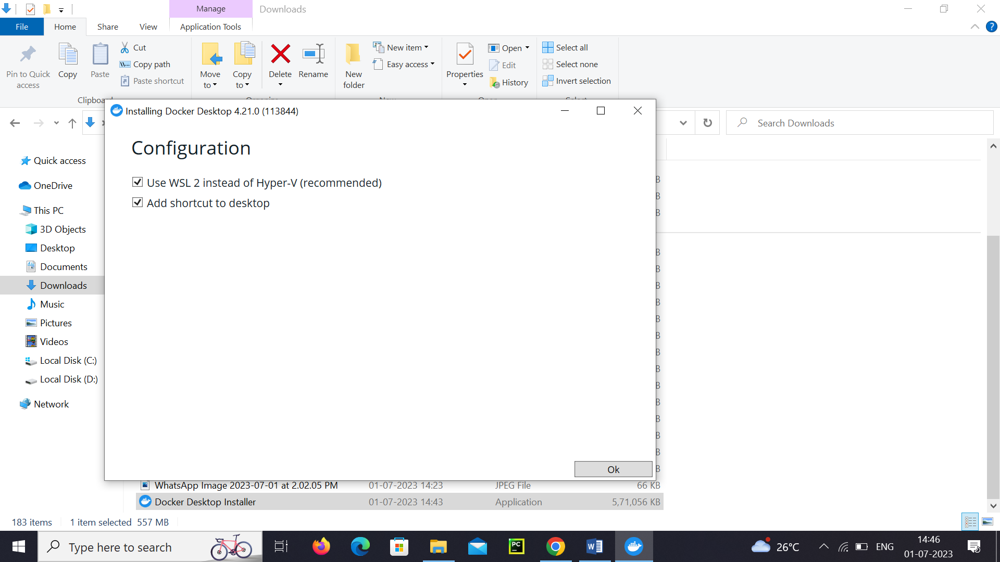 Manage
Downloads
File
Home
Share
View
Application Tools
Pin to Quick access
Copy
Paste
Cut
Copy path
Paste shortcut
Clipboard
Move to
Copy to
Delete
Rename
New folder
New item
Easy access
Properties
Open
Edit
History
Select all
Select none
Invert selection
Installing Docker Desktop 4.21.0 (113844)
Search Downloads
Configuration
Use WSL 2 instead of Hyper-V (recommended)
Add shortcut to desktop
Ok
Quick access
OneDrive
This PC
3D Objects
Desktop
Documents
Downloads
Music
Pictures
Videos
Local Disk (C:)
Local Disk (D:)
Network
WhatsApp Image 2023-07-01 at 2.02.05 PM 01-07-2023 14:23 JPEG File 66 KB
Docker Desktop Installer 01-07-2023 14:43 Application 5,71,056 KB
183 items 1 item selected 557 MB
Type here to search
PC
W
26°C
ENG
14:46
01-07-2023